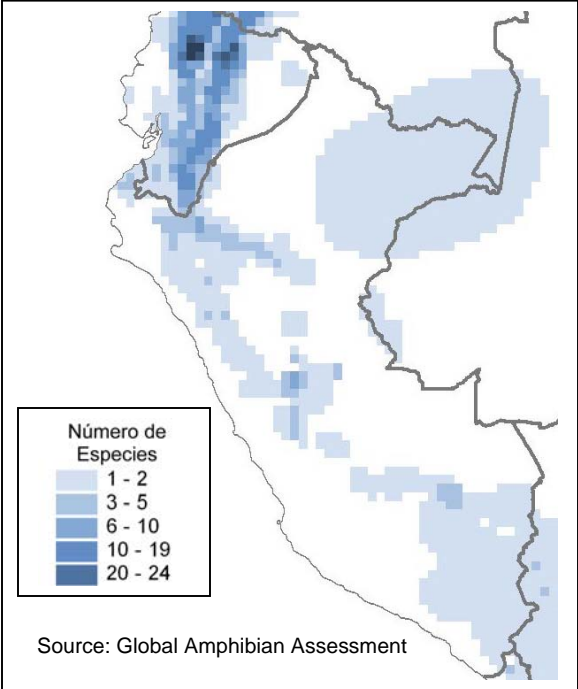 Número de
Especies
1 - 2
3 - 5
6 - 10
10 - 19
20 - 24
Source: Global Amphibian Assessment